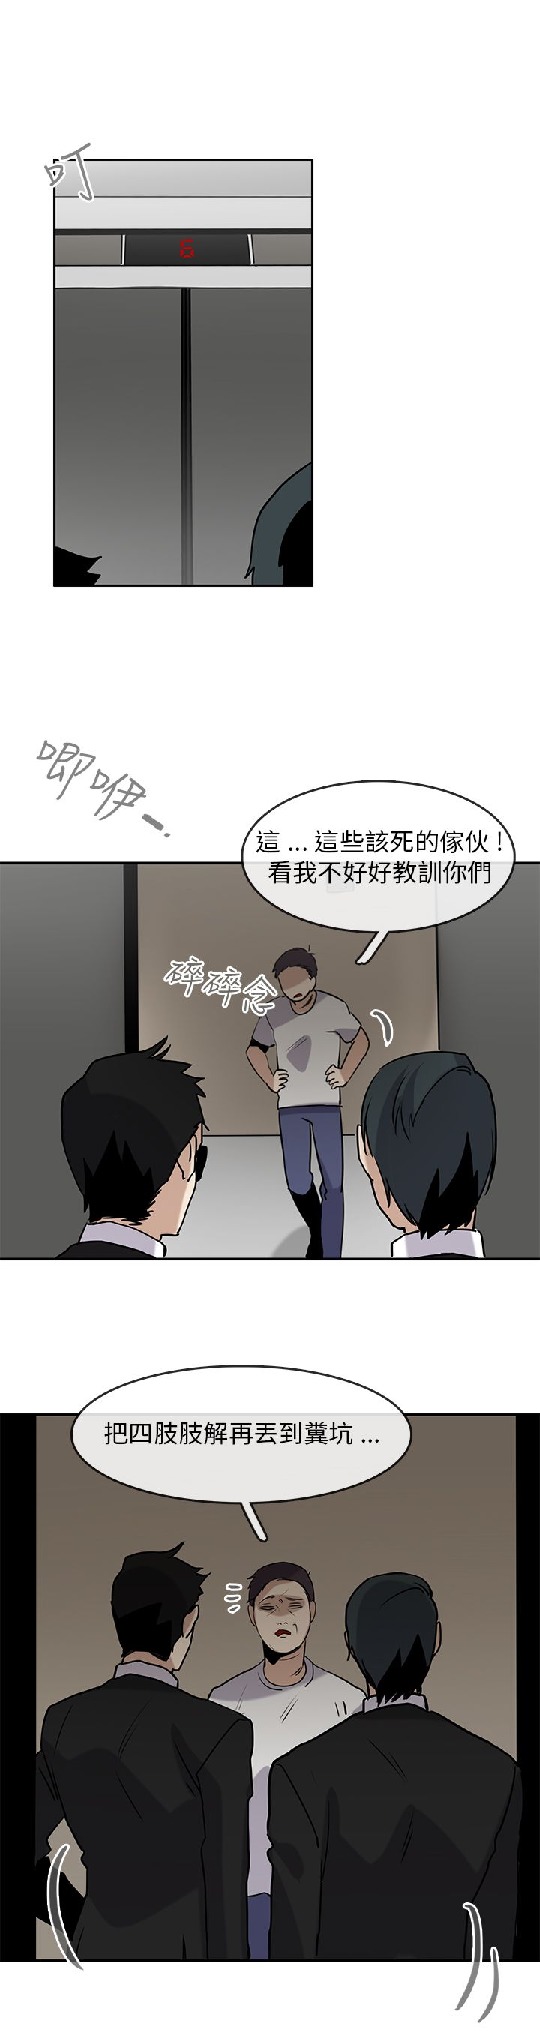 叮
6
唧咿
這 ... 這些該死的傢伙 !
看我不好好教訓你們
碎碎念
把四肢肢解再丟到糞坑 ...